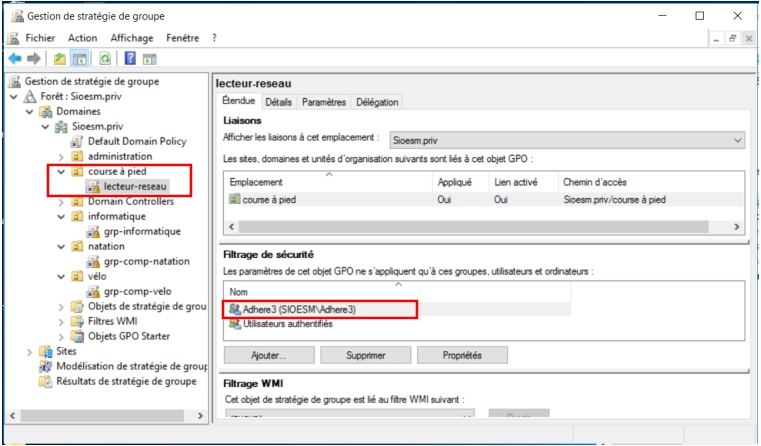 Gestion de stratégie de groupe
Fichier Action Affichage Fenêtre ?
Gestion de stratégie de groupe
Forêt : Sioesm.priv
Domaines
Sioesm.priv
Default Domain Policy
administration
course à pied
lecteur-reseau
Domain Controllers
informatique
grp-informatique
natation
grp-comp-natation
vélo
grp-comp-velo
Objets de stratégie de grou
Filtres WMI
Objets GPO Starter
Sites
Modélisation de stratégie de group
Résultats de stratégie de groupe
lecteur-reseau
Étendue Détails Paramètres Délégation
Liaisons
Afficher les liaisons à cet emplacement : Sioesm.priv
Les sites, domaines et unités d'organisation suivants sont liés à cet objet GPO :
Emplacement Appliqué Lien activé Chemin d'accès
course à pied Oui Oui Sioesm.priv/course à pied
Filtrage de sécurité
Les paramètres de cet objet GPO ne s'appliquent qu'à ces groupes, utilisateurs et ordinateurs :
Nom
Adhere3 (SIOESM\Adhere3)
Utilisateurs authentifiés
Ajouter... Supprimer Propriétés
Filtrage WMI
Cet objet de stratégie de groupe est lié au filtre WMI suivant :